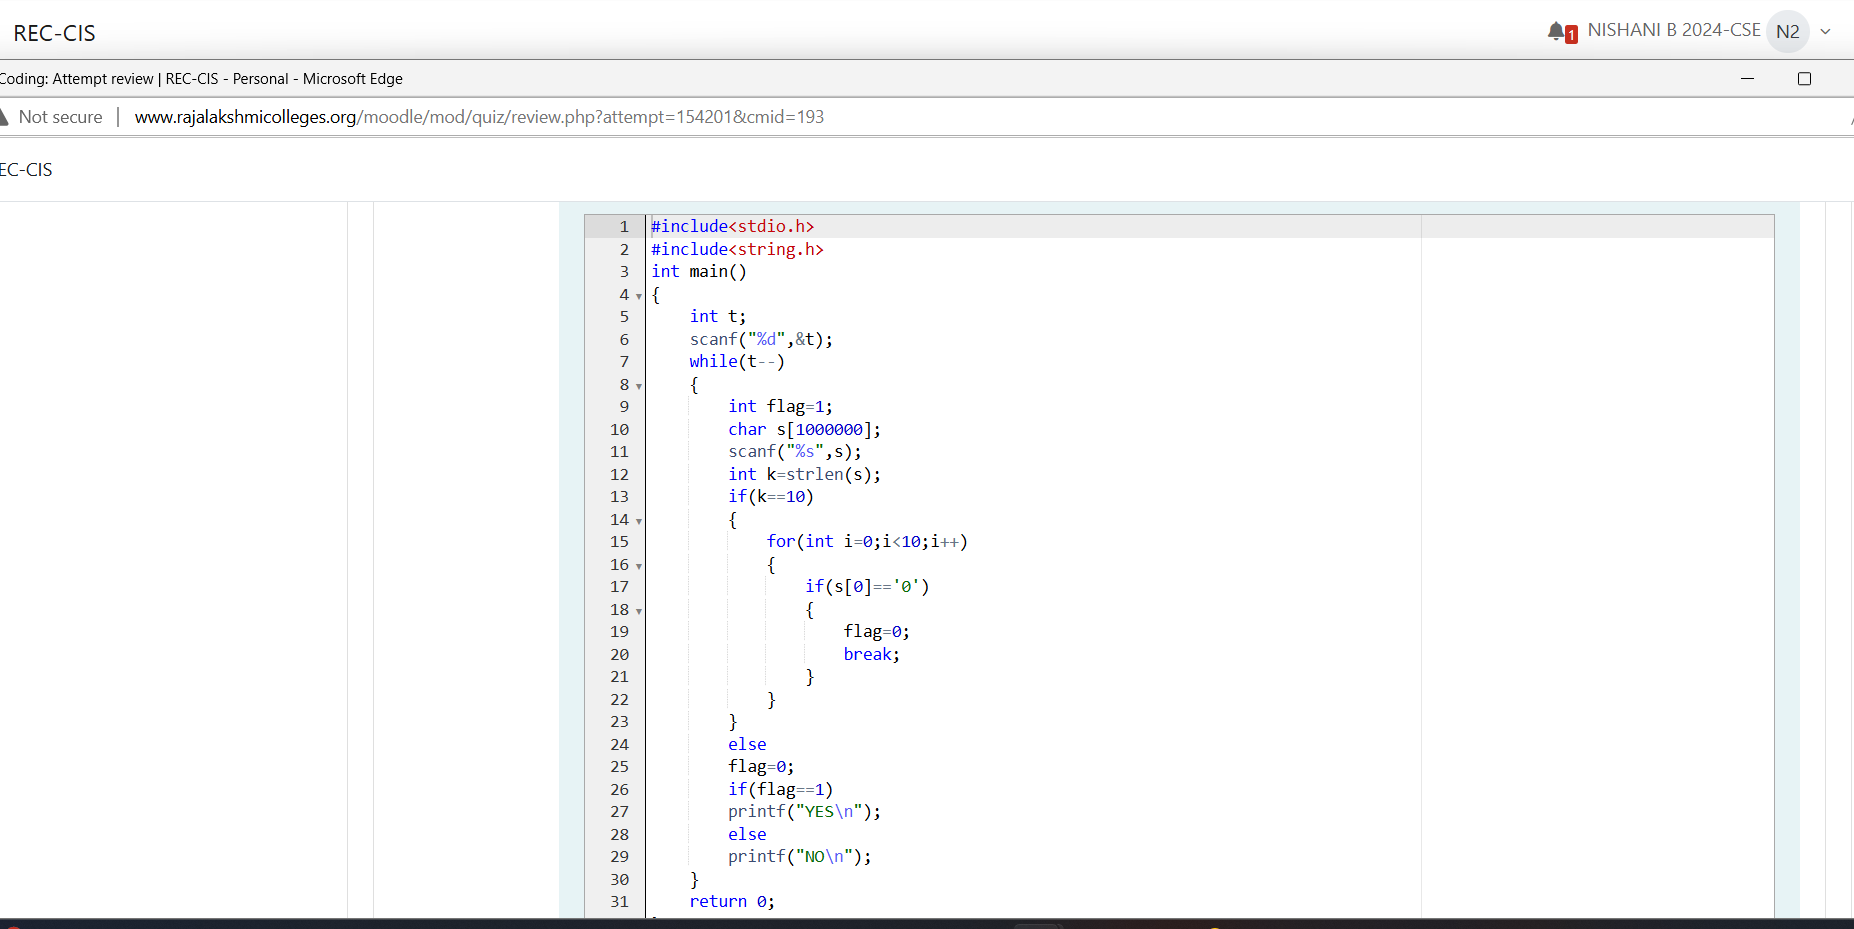 REC-CIS
1 NISHANI B 2024-CSE N2
Coding: Attempt review | REC-CIS - Personal - Microsoft Edge
Not secure | www.rajalakshmicolleges.org/moodle/mod/quiz/review.php?attempt=154201&cmid=193
EC-CIS
1 #include<stdio.h>
2 #include<string.h>
3 int main()
4 {
5     int t;
6     scanf("%d",&t);
7     while(t--)
8     {
9         int flag=1;
10         char s[1000000];
11         scanf("%s",s);
12         int k=strlen(s);
13         if(k==10)
14         {
15             for(int i=0;i<10;i++)
16             {
17                 if(s[0]=='0')
18                 {
19                     flag=0;
20                     break;
21                 }
22             }
23         }
24         else
25         flag=0;
26         if(flag==1)
27         printf("YES\n");
28         else
29         printf("NO\n");
30     }
31     return 0;